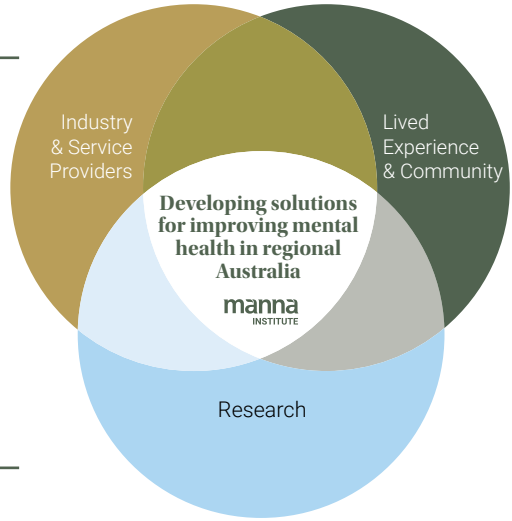 Industry
& Service
Providers
Lived
Experience
& Community
Developing solutions
for improving mental
health in regional
Australia
manna
INSTITUTE
Research